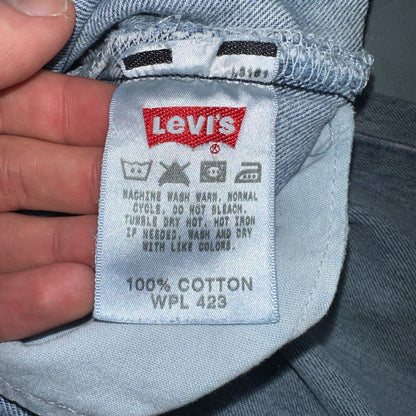 Levi's
®
MACHINE WASH WARM, NORMAL
CYCLE. DO NOT BLEACH.
TUMBLE DRY HOT. HOT IRON
IF NEEDED. WASH AND DRY
WITH LIKE COLORS.
100% COTTON
WPL 423